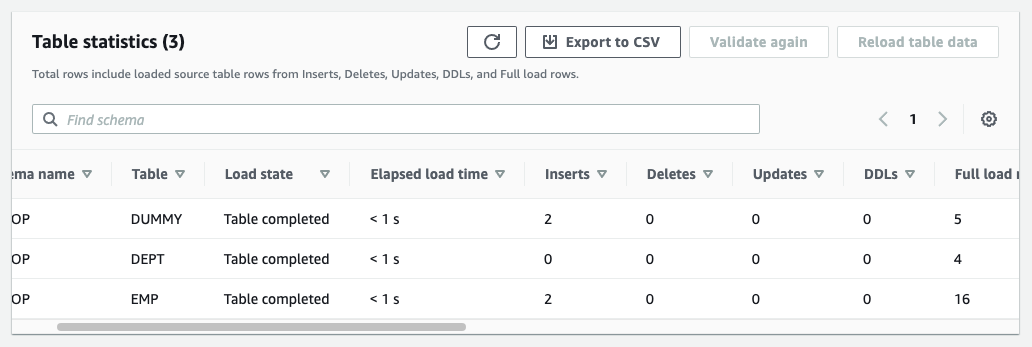 Table statistics (3)
Export to CSV
Validate again
Reload table data
Total rows include loaded source table rows from Inserts, Deletes, Updates, DDLs, and Full load rows.
Find schema
1
ema name Table Load state Elapsed load time Inserts Deletes Updates DDLs Full load r
OP DUMMY Table completed < 1 s 2 0 0 0 5
OP DEPT Table completed < 1 s 0 0 0 0 4
OP EMP Table completed < 1 s 2 0 0 0 16